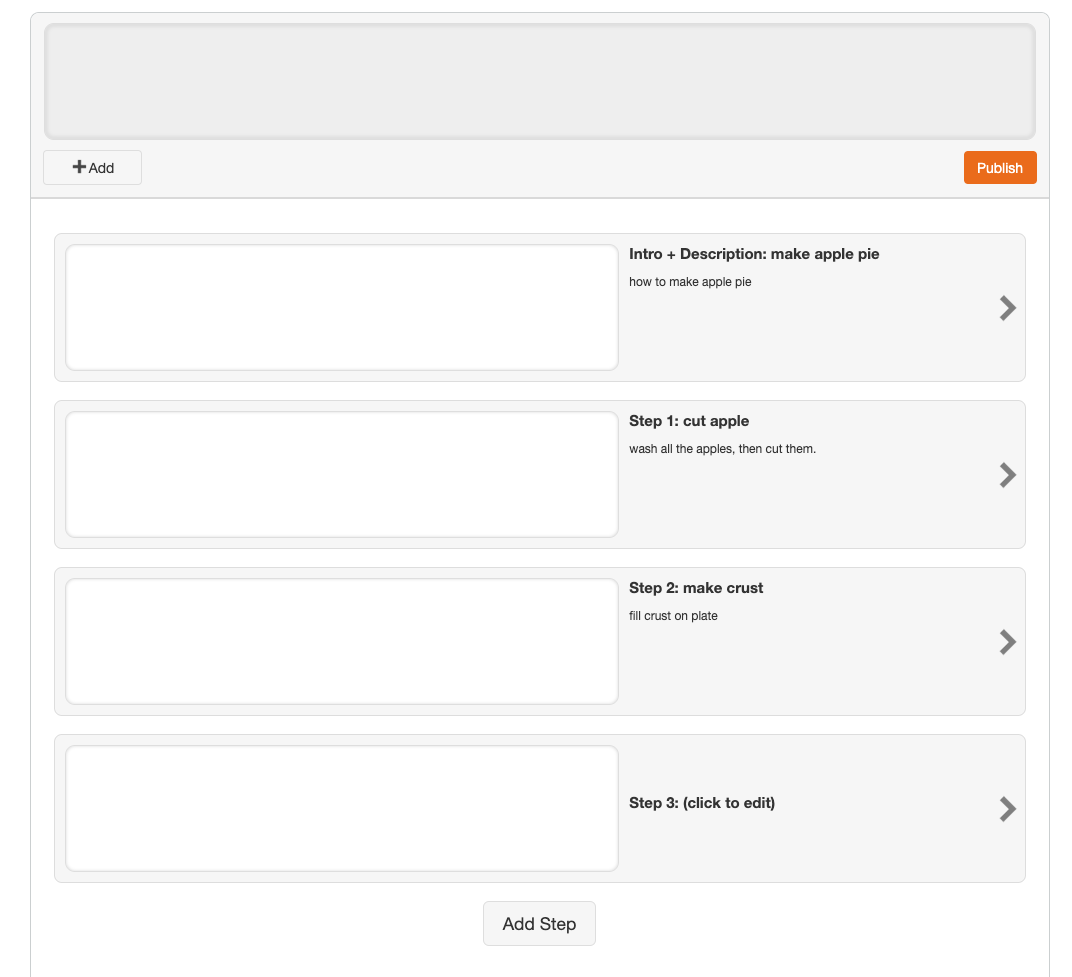 Add
Publish
Intro + Description: make apple pie
how to make apple pie
Step 1: cut apple
wash all the apples, then cut them.
Step 2: make crust
fill crust on plate
Step 3: (click to edit)
Add Step